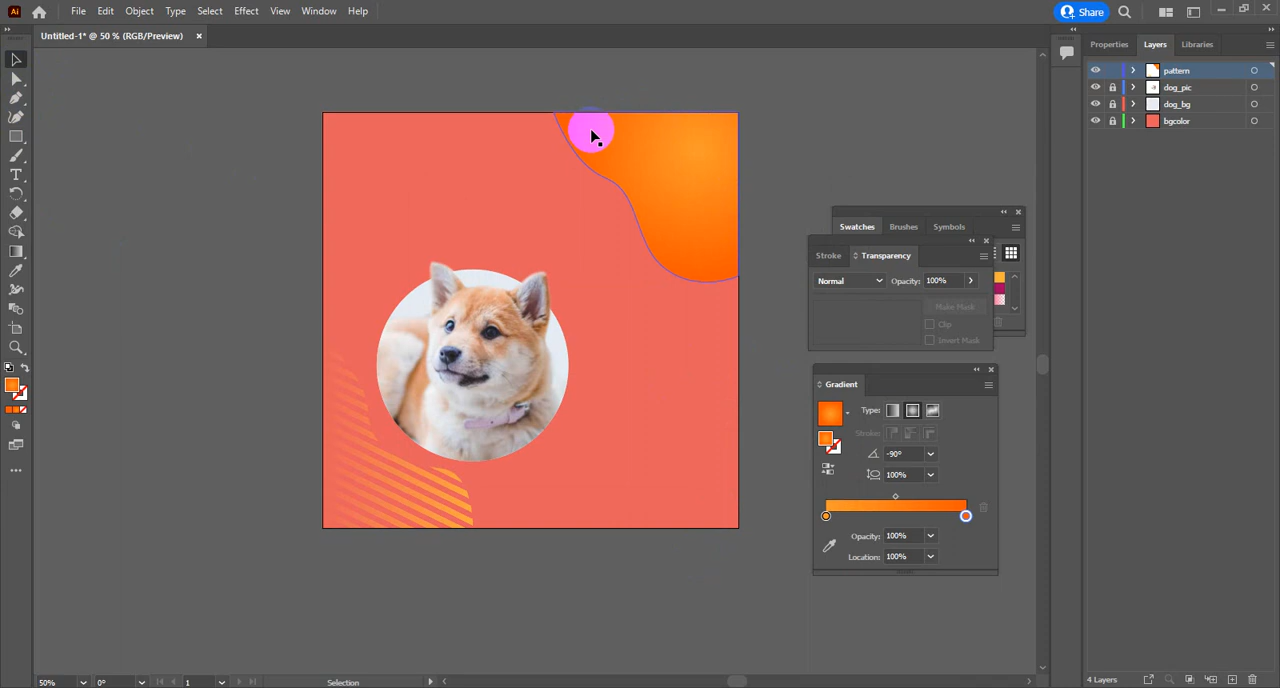 Ai File Edit Object Type Select Effect View Window Help Share
Untitled-1* @ 50 % (RGB/Preview) ×
Properties Layers Libraries
pattern
dog_pic
dog_bg
bgcolor
Swatches Brushes Symbols
Stroke Transparency
Normal Opacity: 100%
Make Mask
Clip
Invert Mask
Gradient
Type:
Stroke:
-90°
100%
Opacity: 100%
Location: 100%
50% 0° 1 Selection 4 Layers